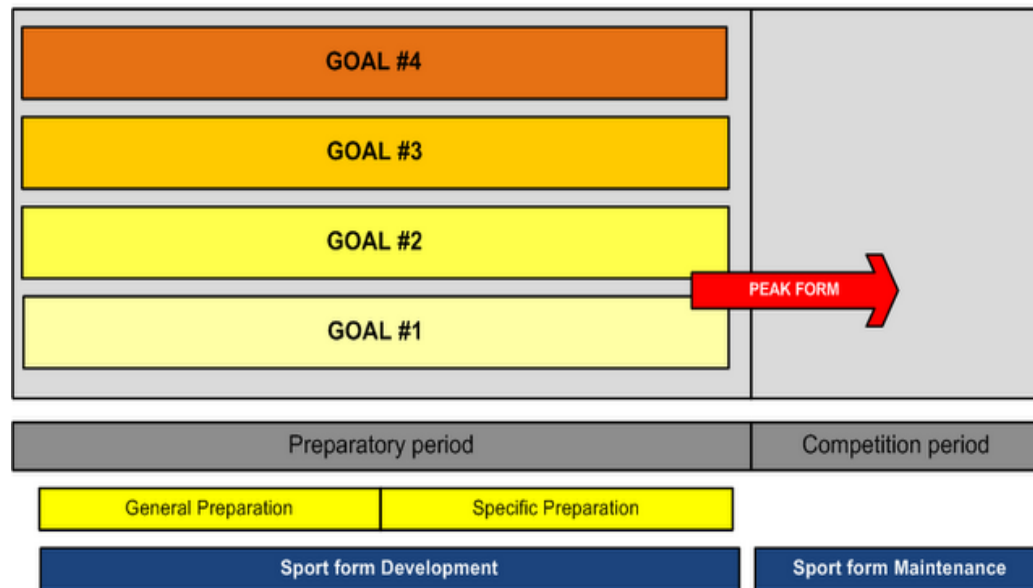 GOAL #4
GOAL #3
GOAL #2
PEAK FORM
GOAL #1
Preparatory period
Competition period
General Preparation
Specific Preparation
Sport form Development
Sport form Maintenance